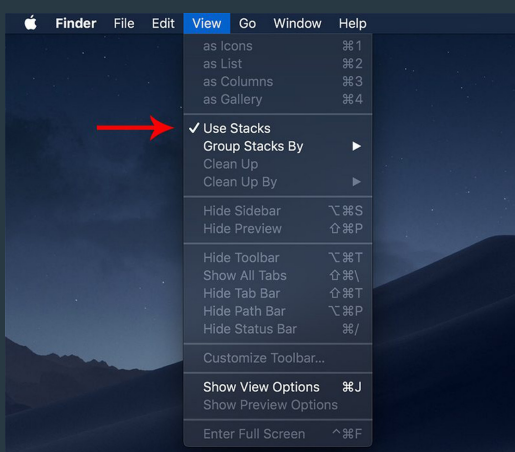 Finder File Edit View Go Window Help
as Icons ⌘1
as List ⌘2
as Columns ⌘3
as Gallery ⌘4
✓ Use Stacks
Group Stacks By ▶
Clean Up
Clean Up By ▶
Hide Sidebar ⌥⌘S
Hide Preview ⇧⌘P
Hide Toolbar ⌥⌘T
Show All Tabs ⇧⌘\
Hide Tab Bar ⇧⌘T
Hide Path Bar ⌥⌘P
Hide Status Bar ⌘/
Customize Toolbar...
Show View Options ⌘J
Show Preview Options
Enter Full Screen ^⌘F